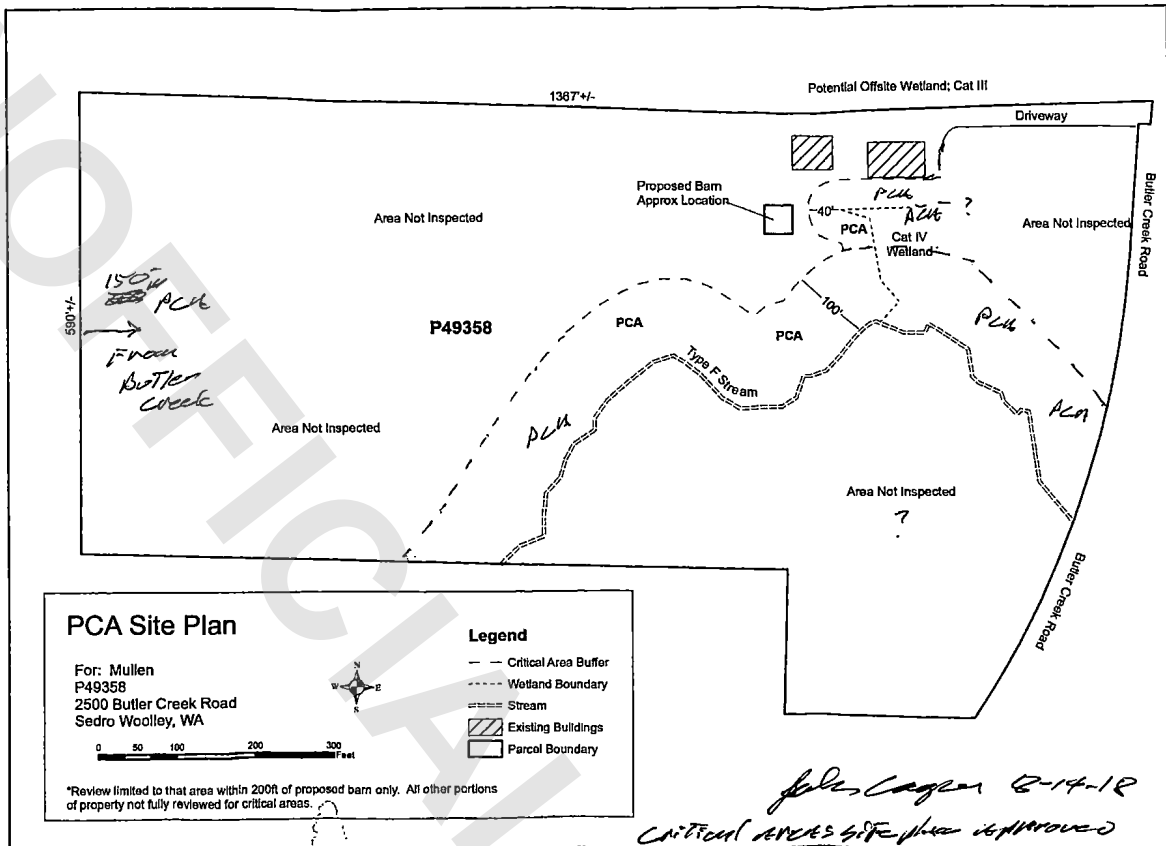 UNOFFICIAL
Potential Offsite Wetland; Cat III
1367'+/-
Driveway
Proposed Barn
Approx Location
PCA
PCA ?
40'
PCA
Cat IV
Wetland
Area Not Inspected
Area Not Inspected
Butler Creek Road
150'
PCA
From
Butler
Creek
590'+/-
P49358
PCA
100'
PCA
PCA
Type F Stream
PCA
PCA
Area Not Inspected
Area Not Inspected
?
Butler Creek Road
PCA Site Plan
For: Mullen
P49358
2500 Butler Creek Road
Sedro Woolley, WA
N
W E
S
0 50 100 200 300
Feet
Legend
Critical Area Buffer
Wetland Boundary
Stream
Existing Buildings
Parcel Boundary
*Review limited to that area within 200ft of proposed barn only. All other portions
of property not fully reviewed for critical areas.
8-14-18
Critical areas site plan is approved